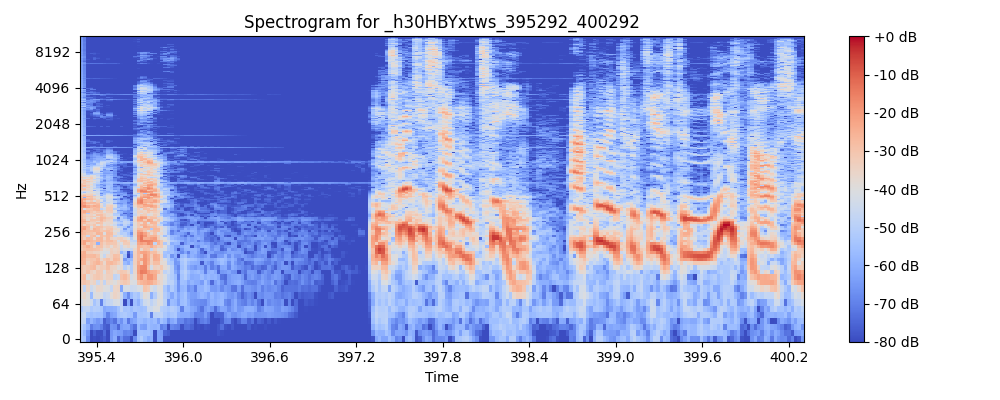 Spectrogram for _h30HBYxtws_395292_400292
Hz
8192
4096
2048
1024
512
256
128
64
0
395.4 396.0 396.6 397.2 397.8 398.4 399.0 399.6 400.2
Time
+0 dB
-10 dB
-20 dB
-30 dB
-40 dB
-50 dB
-60 dB
-70 dB
-80 dB